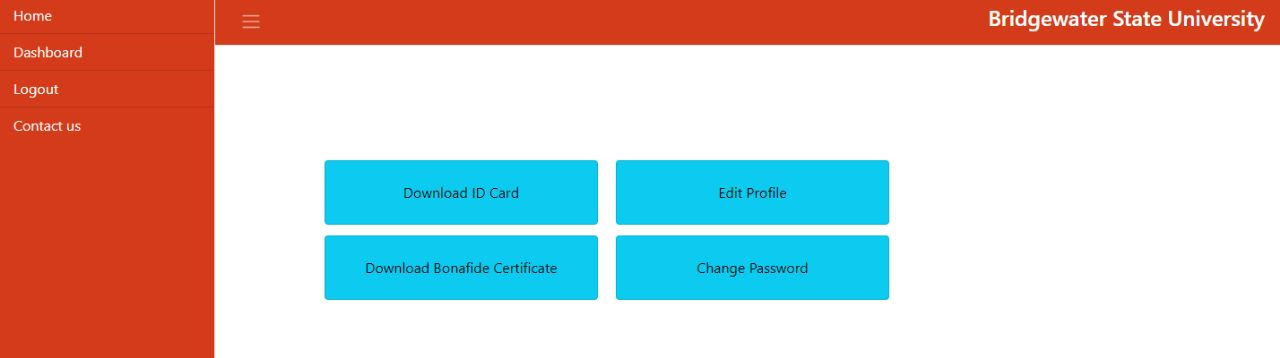 Home
Dashboard
Logout
Contact us
Bridgewater State University
Download ID Card
Edit Profile
Download Bonafide Certificate
Change Password